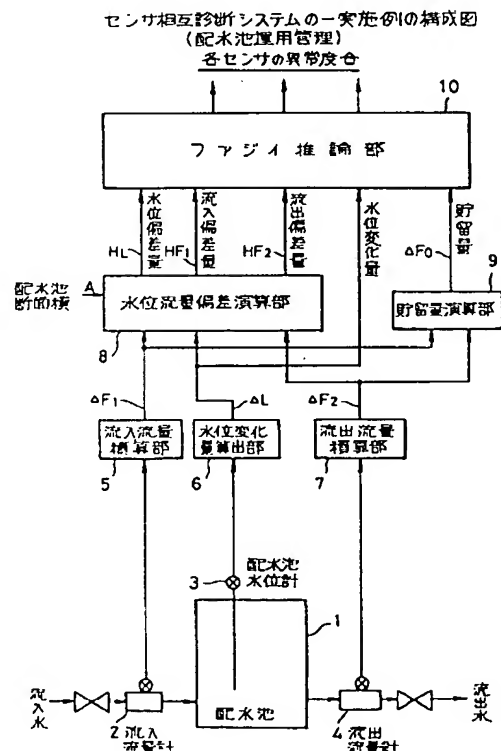 センサ相互診断システムの一実施例の構成図
(配水池運用管理)
各センサの異常度合
10
ファジイ推論部
水位偏差量
HL
流入偏差量
HF1
流出偏差量
HF2
水位変化量
貯留量
ΔF0
配水池
断面積
A
水位流量偏差演算部
8
貯留量演算部
9
ΔF1
ΔL
ΔF2
流入流量
積算部
5
水位変化
量算出部
6
流出流量
積算部
7
3
配水池
水位計
1
配水池
流入水
2 流入
流量計
4 流出
流量計
流出水